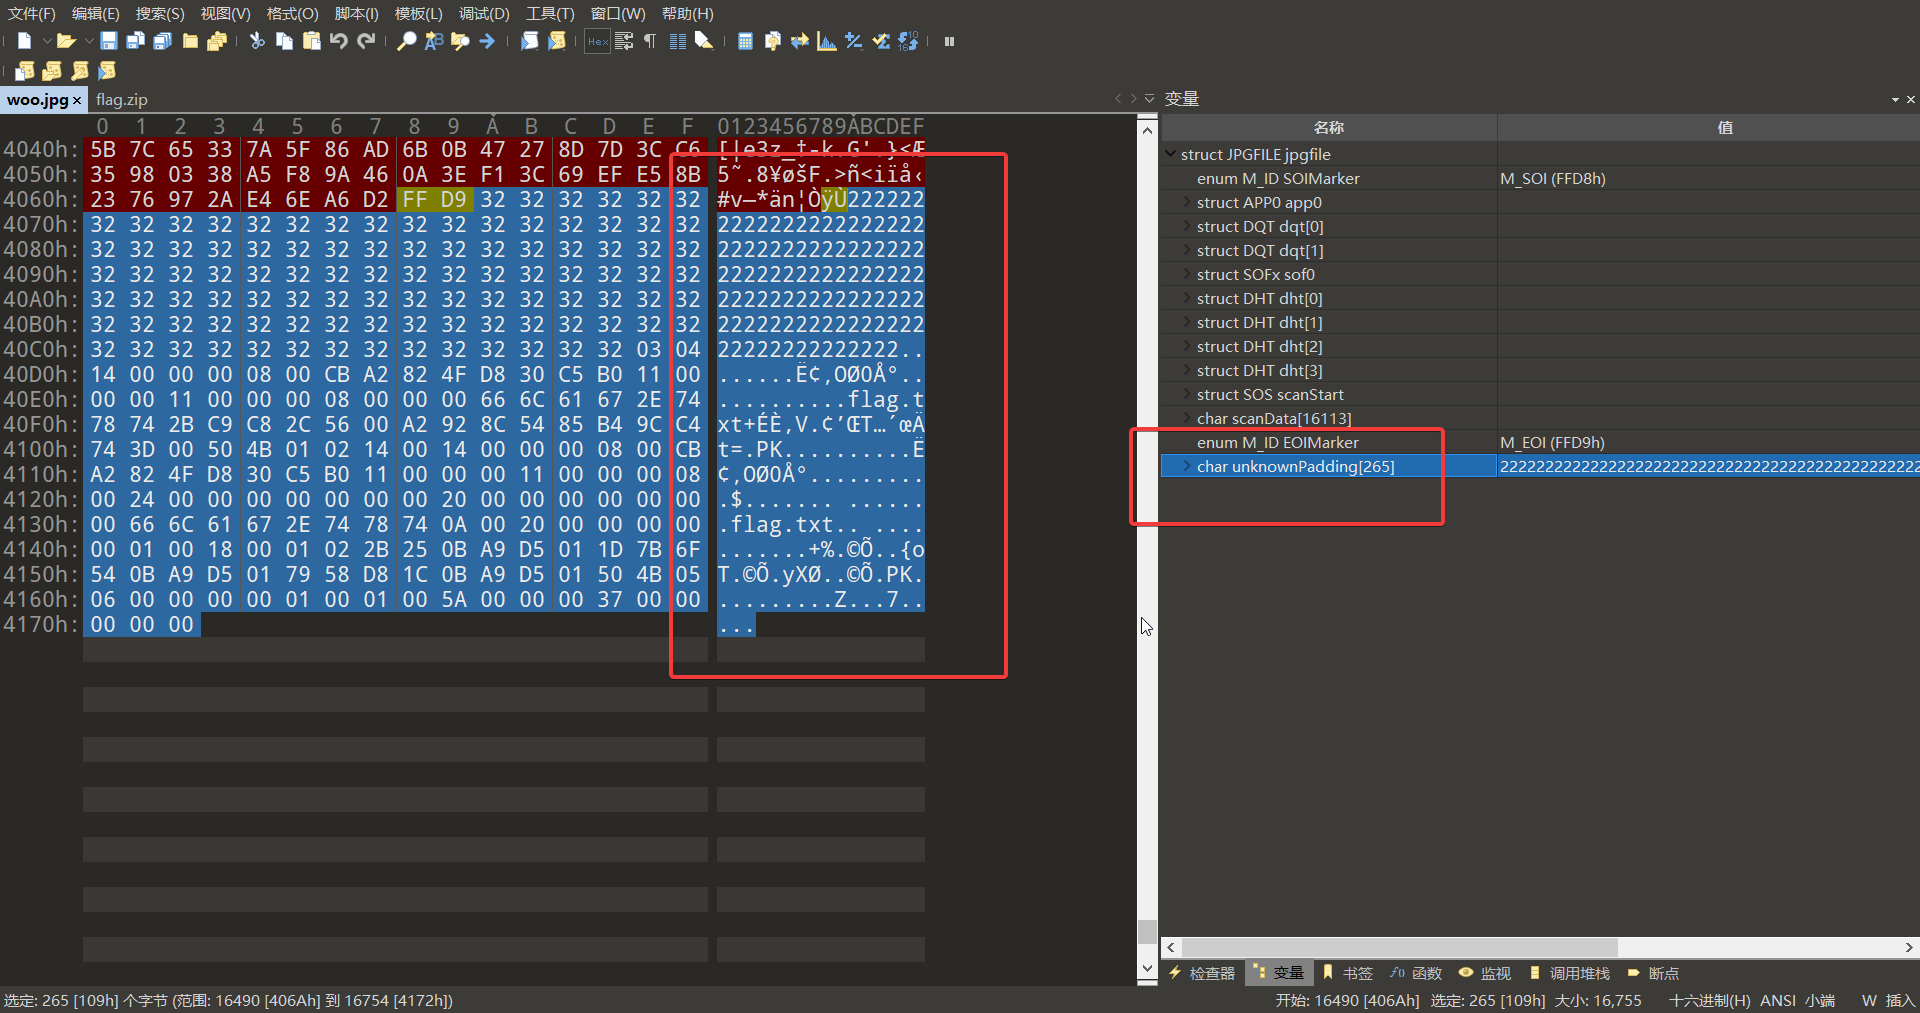 文件(F) 编辑(E) 搜索(S) 视图(V) 格式(O) 脚本(I) 模板(L) 调试(D) 工具(T) 窗口(W) 帮助(H)
woo.jpg × flag.zip
变量
0 1 2 3 4 5 6 7 8 9 A B C D E F 0123456789ABCDEF
4040h: 5B 7C 65 33 7A 5F 86 AD 6B 0B 47 27 8D 7D 3C C6 [|e3z_†-k.G'.}<Æ
4050h: 35 98 03 38 A5 F8 9A 46 0A 3E F1 3C 69 EF E5 8B 5˜.8¥øšF.>ñ<iïå‹
4060h: 23 76 97 2A E4 6E A6 D2 FF D9 32 32 32 32 32 32 #v—*än¦ÒÿÙ222222
4070h: 32 32 32 32 32 32 32 32 32 32 32 32 32 32 32 32 2222222222222222
4080h: 32 32 32 32 32 32 32 32 32 32 32 32 32 32 32 32 2222222222222222
4090h: 32 32 32 32 32 32 32 32 32 32 32 32 32 32 32 32 2222222222222222
40A0h: 32 32 32 32 32 32 32 32 32 32 32 32 32 32 32 32 2222222222222222
40B0h: 32 32 32 32 32 32 32 32 32 32 32 32 32 32 32 32 2222222222222222
40C0h: 32 32 32 32 32 32 32 32 32 32 32 32 32 32 03 04 22222222222222..
40D0h: 14 00 00 00 08 00 CB A2 82 4F D8 30 C5 B0 11 00 ......Ë¢‚OØ0Å°..
40E0h: 00 00 11 00 00 00 08 00 00 00 66 6C 61 67 2E 74 ..........flag.t
40F0h: 78 74 2B C9 C8 2C 56 00 A2 92 8C 54 85 B4 9C C4 xt+ÉÈ,V.¢’ŒT…´œÄ
4100h: 74 3D 00 50 4B 01 02 14 00 14 00 00 00 08 00 CB t=.PK..........Ë
4110h: A2 82 4F D8 30 C5 B0 11 00 00 00 11 00 00 00 08 ¢‚OØ0Å°.........
4120h: 00 24 00 00 00 00 00 00 00 20 00 00 00 00 00 00 .$....... ......
4130h: 00 66 6C 61 67 2E 74 78 74 0A 00 20 00 00 00 00 .flag.txt.. ....
4140h: 00 01 00 18 00 01 02 2B 25 0B A9 D5 01 1D 7B 6F .......+%.©Õ..{o
4150h: 54 0B A9 D5 01 79 58 D8 1C 0B A9 D5 01 50 4B 05 T.©Õ.yXØ..©Õ.PK.
4160h: 06 00 00 00 00 01 00 01 00 5A 00 00 00 37 00 00 .........Z...7..
4170h: 00 00 00 ...
名称 值
struct JPGFILE jpgfile
enum M_ID SOIMarker M_SOI (FFD8h)
struct APP0 app0
struct DQT dqt[0]
struct DQT dqt[1]
struct SOFx sof0
struct DHT dht[0]
struct DHT dht[1]
struct DHT dht[2]
struct DHT dht[3]
struct SOS scanStart
char scanData[16113]
enum M_ID EOIMarker M_EOI (FFD9h)
char unknownPadding[265] 22222222222222222222222222222222222222222222222
检查器 变量 书签 f() 函数 监视 调用堆栈 断点
选定: 265 [109h] 个字节 (范围: 16490 [406Ah] 到 16754 [4172h]) 开始: 16490 [406Ah] 选定: 265 [109h] 大小: 16,755 十六进制(H) ANSI 小端 W 插入